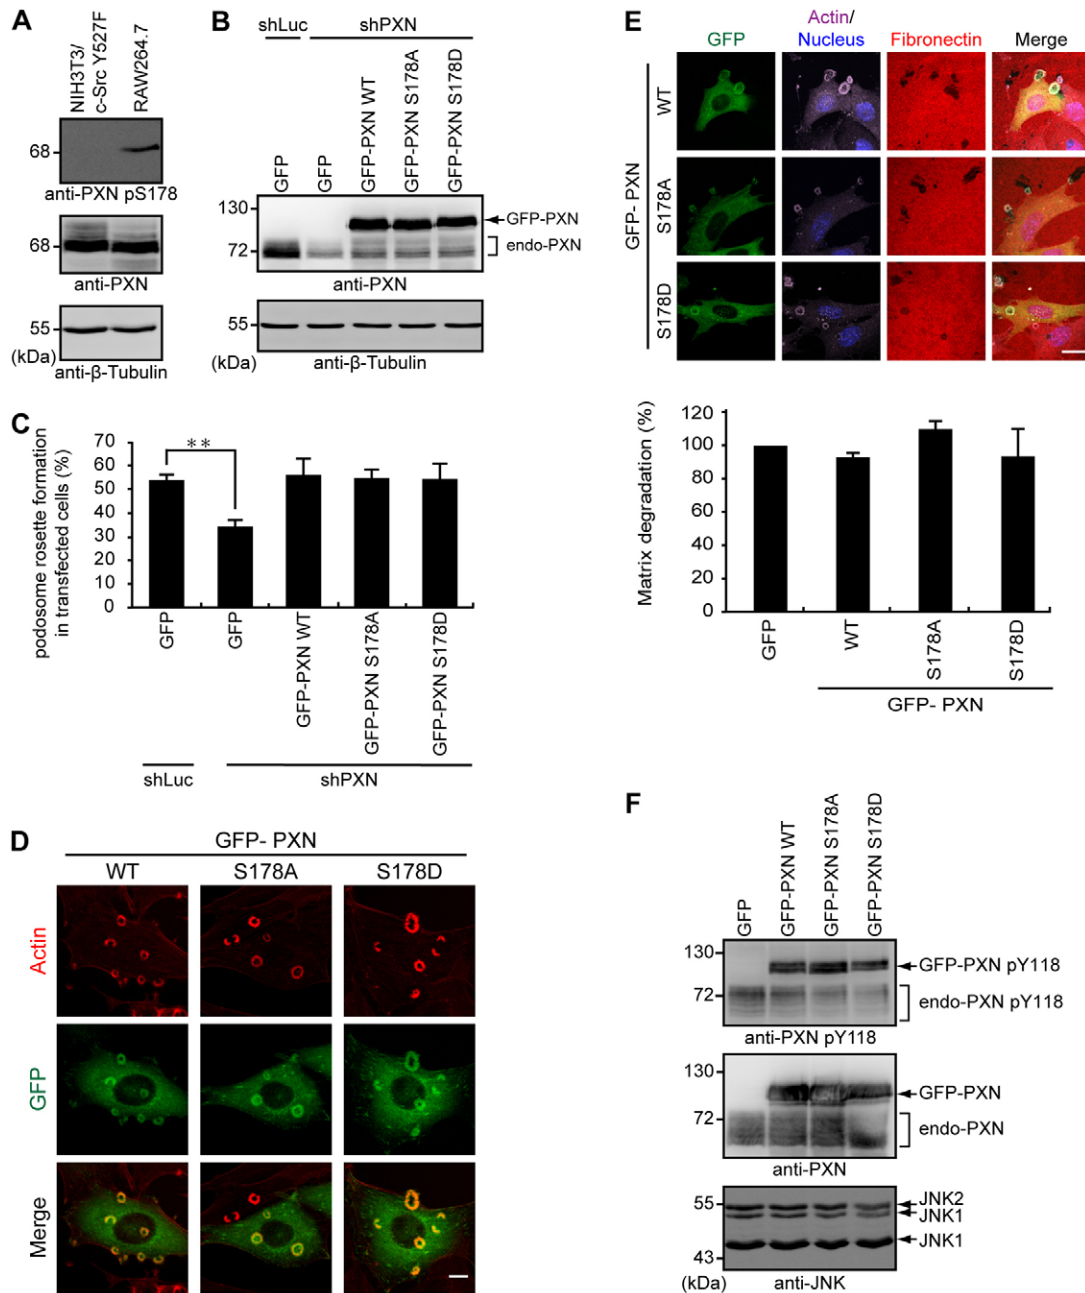 A
NIH3T3/
c-Src Y527F
RAW264.7
68
anti-PXN pS178
68
anti-PXN
55
(kDa)
anti-β-Tubulin
B
shLuc
shPXN
GFP
GFP
GFP-PXN WT
GFP-PXN S178A
GFP-PXN S178D
130
GFP-PXN
72
endo-PXN
anti-PXN
55
(kDa)
anti-β-Tubulin
C
podosome rosette formation
in transfected cells (%)
70
60
50
40
30
20
10
0
**
GFP
GFP
GFP-PXN WT
GFP-PXN S178A
GFP-PXN S178D
shLuc
shPXN
D
GFP- PXN
WT
S178A
S178D
Actin
GFP
Merge
E
GFP
Actin/
Nucleus
Fibronectin
Merge
GFP- PXN
WT
S178A
S178D
Matrix degradation (%)
120
100
80
60
40
20
0
GFP
WT
S178A
S178D
GFP- PXN
F
GFP
GFP-PXN WT
GFP-PXN S178A
GFP-PXN S178D
130
GFP-PXN pY118
72
endo-PXN pY118
anti-PXN pY118
130
GFP-PXN
72
endo-PXN
anti-PXN
55
JNK2
JNK1
JNK1
43
(kDa)
anti-JNK